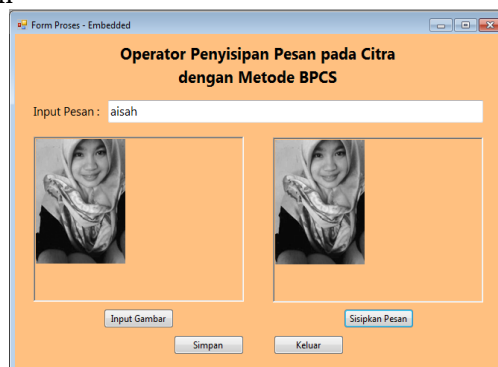 Form Proses - Embedded
Operator Penyisipan Pesan pada Citra
dengan Metode BPCS
Input Pesan : aisah
Input Gambar
Sisipkan Pesan
Simpan
Keluar